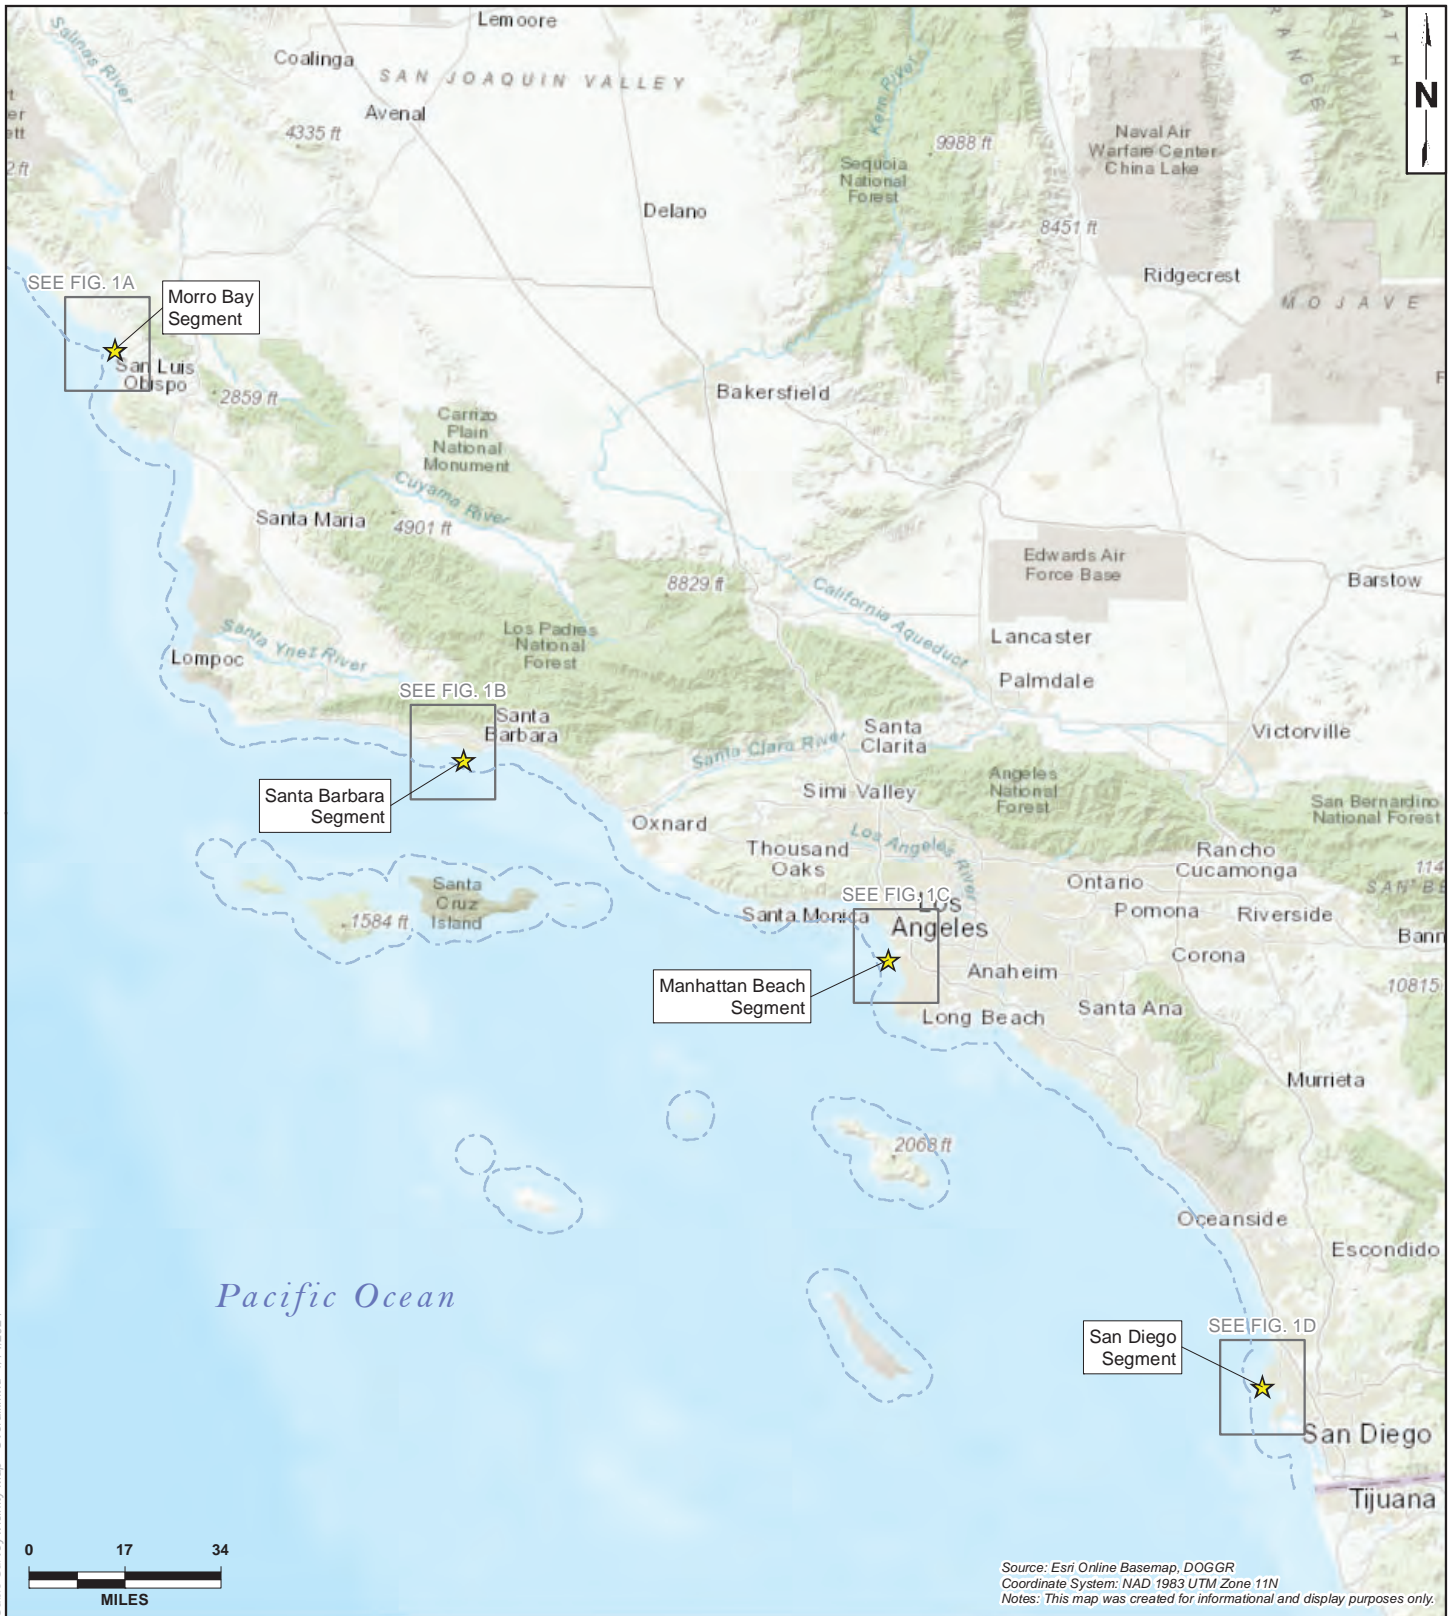 Lemoore
Coalinga
SAN JOAQUIN VALLEY
Salinas River
Avenal
4335 ft
Kern River
9988 ft
Sequoia
National
Forest
Naval Air
Warfare Center
China Lake
N
Delano
8451 ft
Ridgecrest
MOJAVE
SEE FIG. 1A
Morro Bay
Segment
San Luis
Obispo
2859 ft
Carrizo
Plain
National
Monument
Bakersfield
Cuyama River
Santa Maria
4901 ft
8829 ft
California Aqueduct
Edwards Air
Force Base
Barstow
Lancaster
Palmdale
Los Padres
National
Forest
Santa Ynez River
Lompoc
SEE FIG. 1B
Santa
Barbara
Santa Barbara
Segment
Santa
Clarita
Santa Clara River
Victorville
Simi Valley
Angeles
National
Forest
San Bernardino
National Forest
Oxnard
Thousand
Oaks
Los Angeles River
Rancho
Cucamonga
Ontario
114
SAN BE
Santa
Cruz
Island
1584 ft
SEE FIG. 1C
Santa Monica
Los
Angeles
Pomona
Riverside
Bann
Corona
Manhattan Beach
Segment
Anaheim
10815
Long Beach
Santa Ana
Murrieta
2068 ft
Oceanside
Escondido
Pacific Ocean
SEE FIG. 1D
San Diego
Segment
San Diego
Tijuana
0 17 34
MILES
Source: Esri Online Basemap, DOGGR
Coordinate System: NAD 1983 UTM Zone 11N
Notes: This map was created for informational and display purposes only.